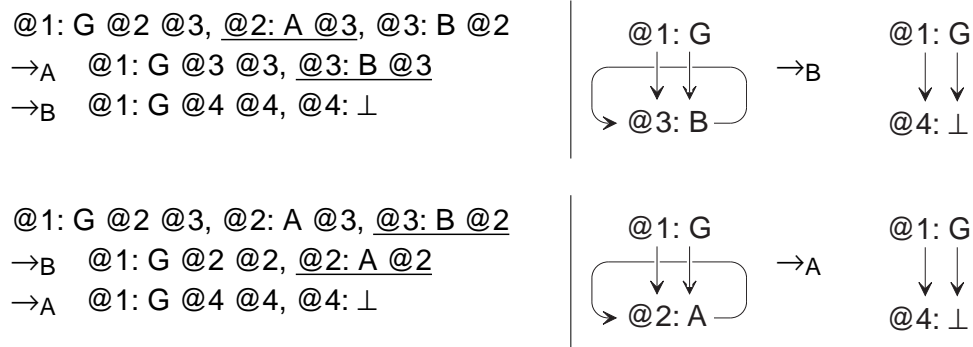 @1: G @2 @3, @2: A @3, @3: B @2
→A @1: G @3 @3, @3: B @3
→B @1: G @4 @4, @4: ⊥
@1: G
@3: B
→B
@1: G
@4: ⊥
@1: G @2 @3, @2: A @3, @3: B @2
→B @1: G @2 @2, @2: A @2
→A @1: G @4 @4, @4: ⊥
@1: G
@2: A
→A
@1: G
@4: ⊥